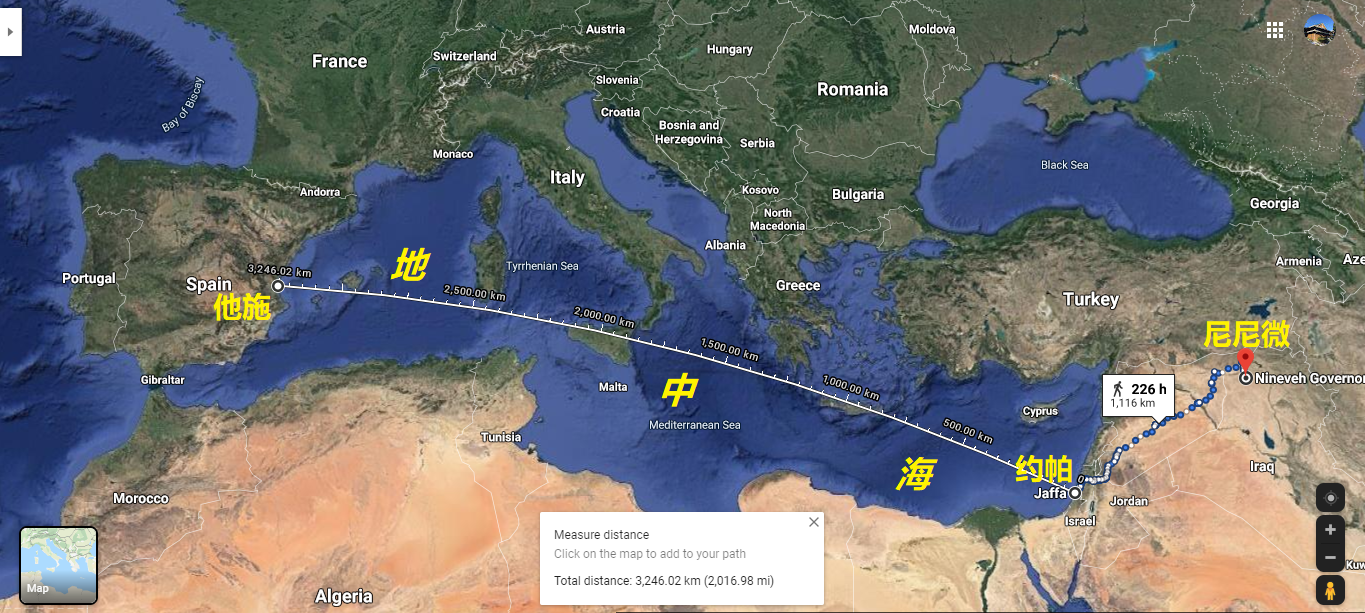 Austria
Moldova
France
Switzerland
Hungary
Slovenia
Romania
Croatia
Bay of Biscay
Bosnia and
Herzegovina
Serbia
Monaco
Black Sea
Andorra
Italy
Kosovo
Bulgaria
North
Macedonia
Georgia
Albania
Armenia
Aze
Portugal
Spain
3,246.02 km
地
Tyrrhenian Sea
Greece
Turkey
他施
2,500.00 km
2,000.00 km
尼尼微
1,500.00 km
Gibraltar
Malta
中
1,000.00 km
226 h
1,116 km
Nineveh Governor
Cyprus
Mediterranean Sea
500.00 km
Tunisia
海
约帕
0
Jaffa
Iraq
Morocco
Jordan
Israel
Measure distance
Click on the map to add to your path
Total distance: 3,246.02 km (2,016.98 mi)
Kuw
Map
Algeria